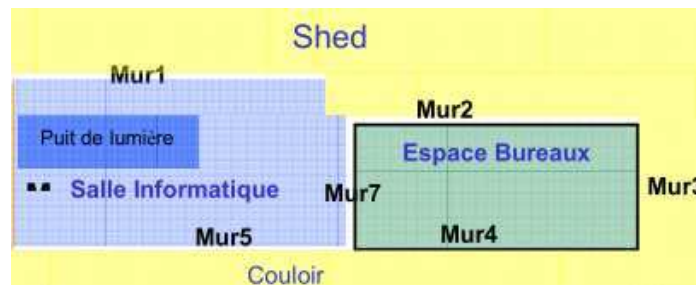 Shed
Mur1
Mur2
Puit de lumière
Espace Bureaux
Salle Informatique
Mur7
Mur3
Mur5
Mur4
Couloir